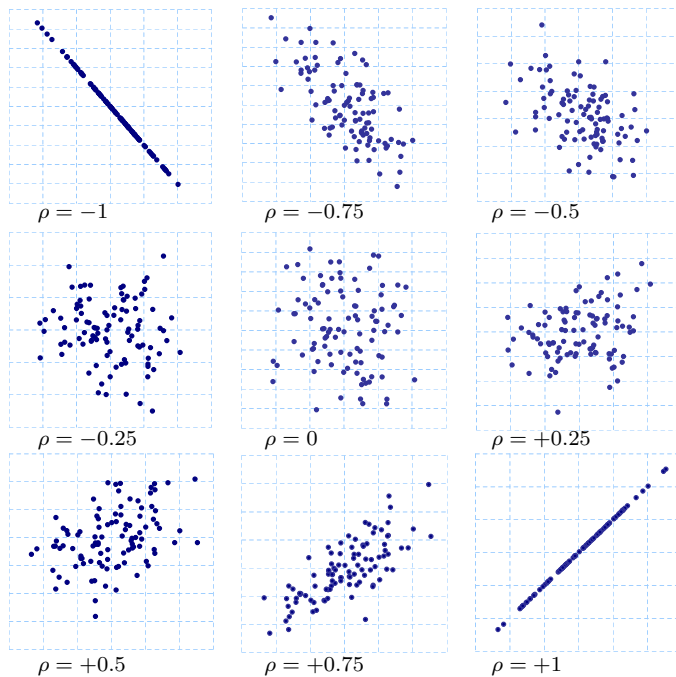 ρ = −1
ρ = −0.75
ρ = −0.5
ρ = −0.25
ρ = 0
ρ = +0.25
ρ = +0.5
ρ = +0.75
ρ = +1